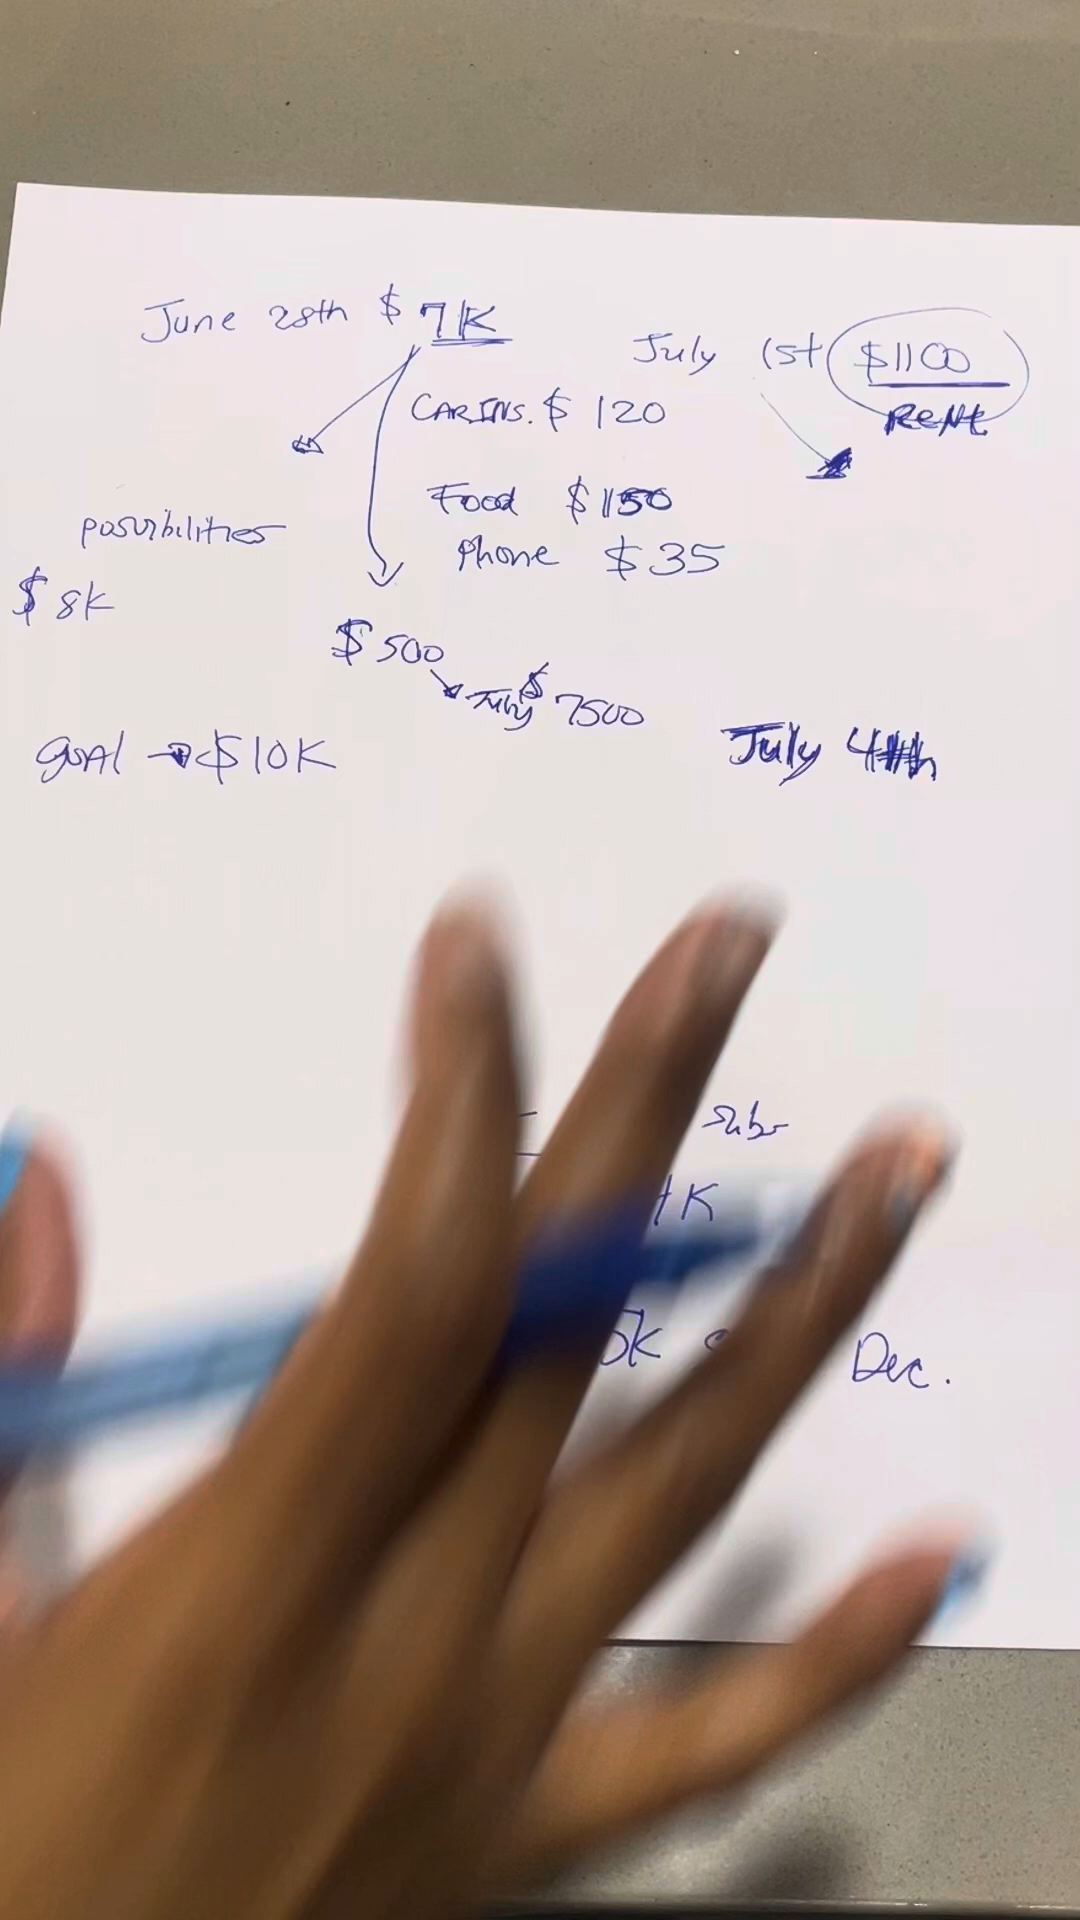 June 28th $ 7K
July 1st $1100
Rent
CAR INS. $ 120
Food $150
Phone $35
possibilities
$8k
$500
July $7500
GOAL → $10K
July 4th
subs
K
Dec.